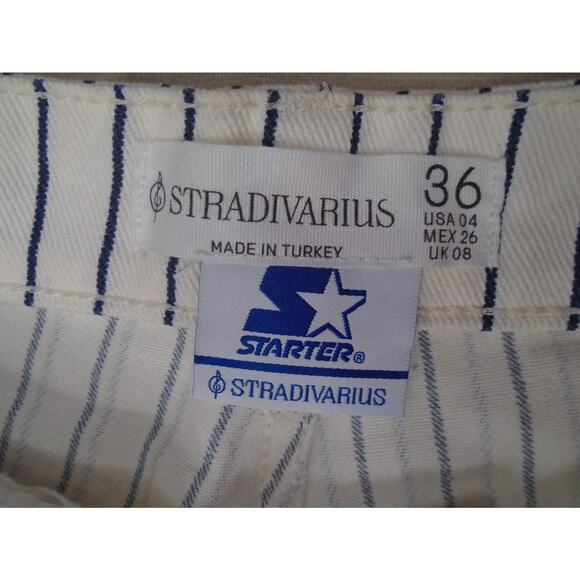 STRADIVARIUS
MADE IN TURKEY
36
USA 04
MEX 26
UK 08
STARTER®
STRADIVARIUS